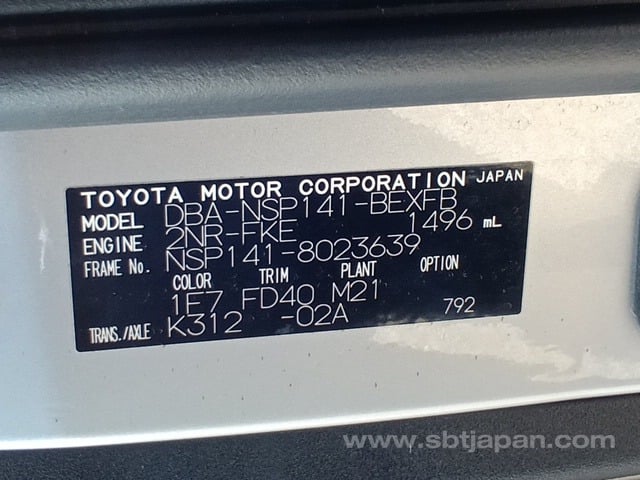 TOYOTA MOTOR CORPORATION JAPAN
MODEL DBA-NSP141-BEXFB
ENGINE 2NR-FKE 1496 mL
FRAME No. NSP141-8023639
COLOR TRIM PLANT OPTION
1E7 FD40 M21
TRANS./AXLE K312 -02A 792
www.sbtjapan.com